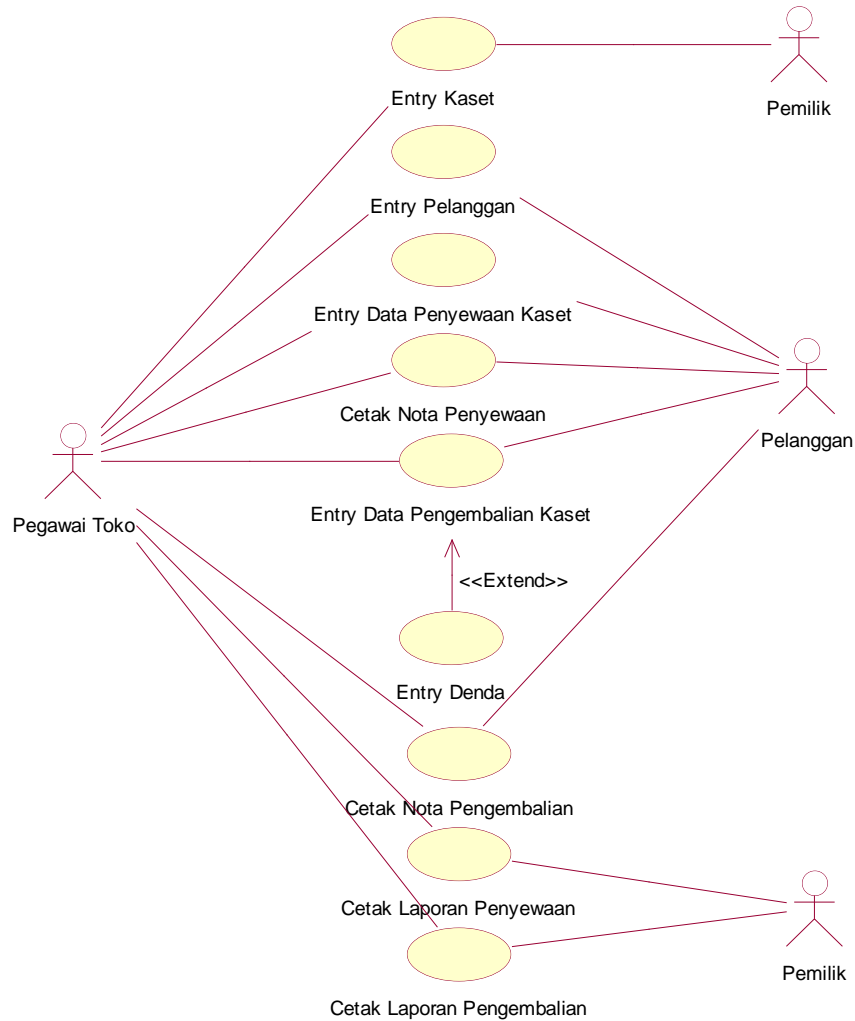 Entry Kaset
Pemilik
Entry Pelanggan
Entry Data Penyewaan Kaset
Cetak Nota Penyewaan
Pelanggan
Entry Data Pengembalian Kaset
Pegawai Toko
<<Extend>>
Entry Denda
Cetak Nota Pengembalian
Cetak Laporan Penyewaan
Pemilik
Cetak Laporan Pengembalian